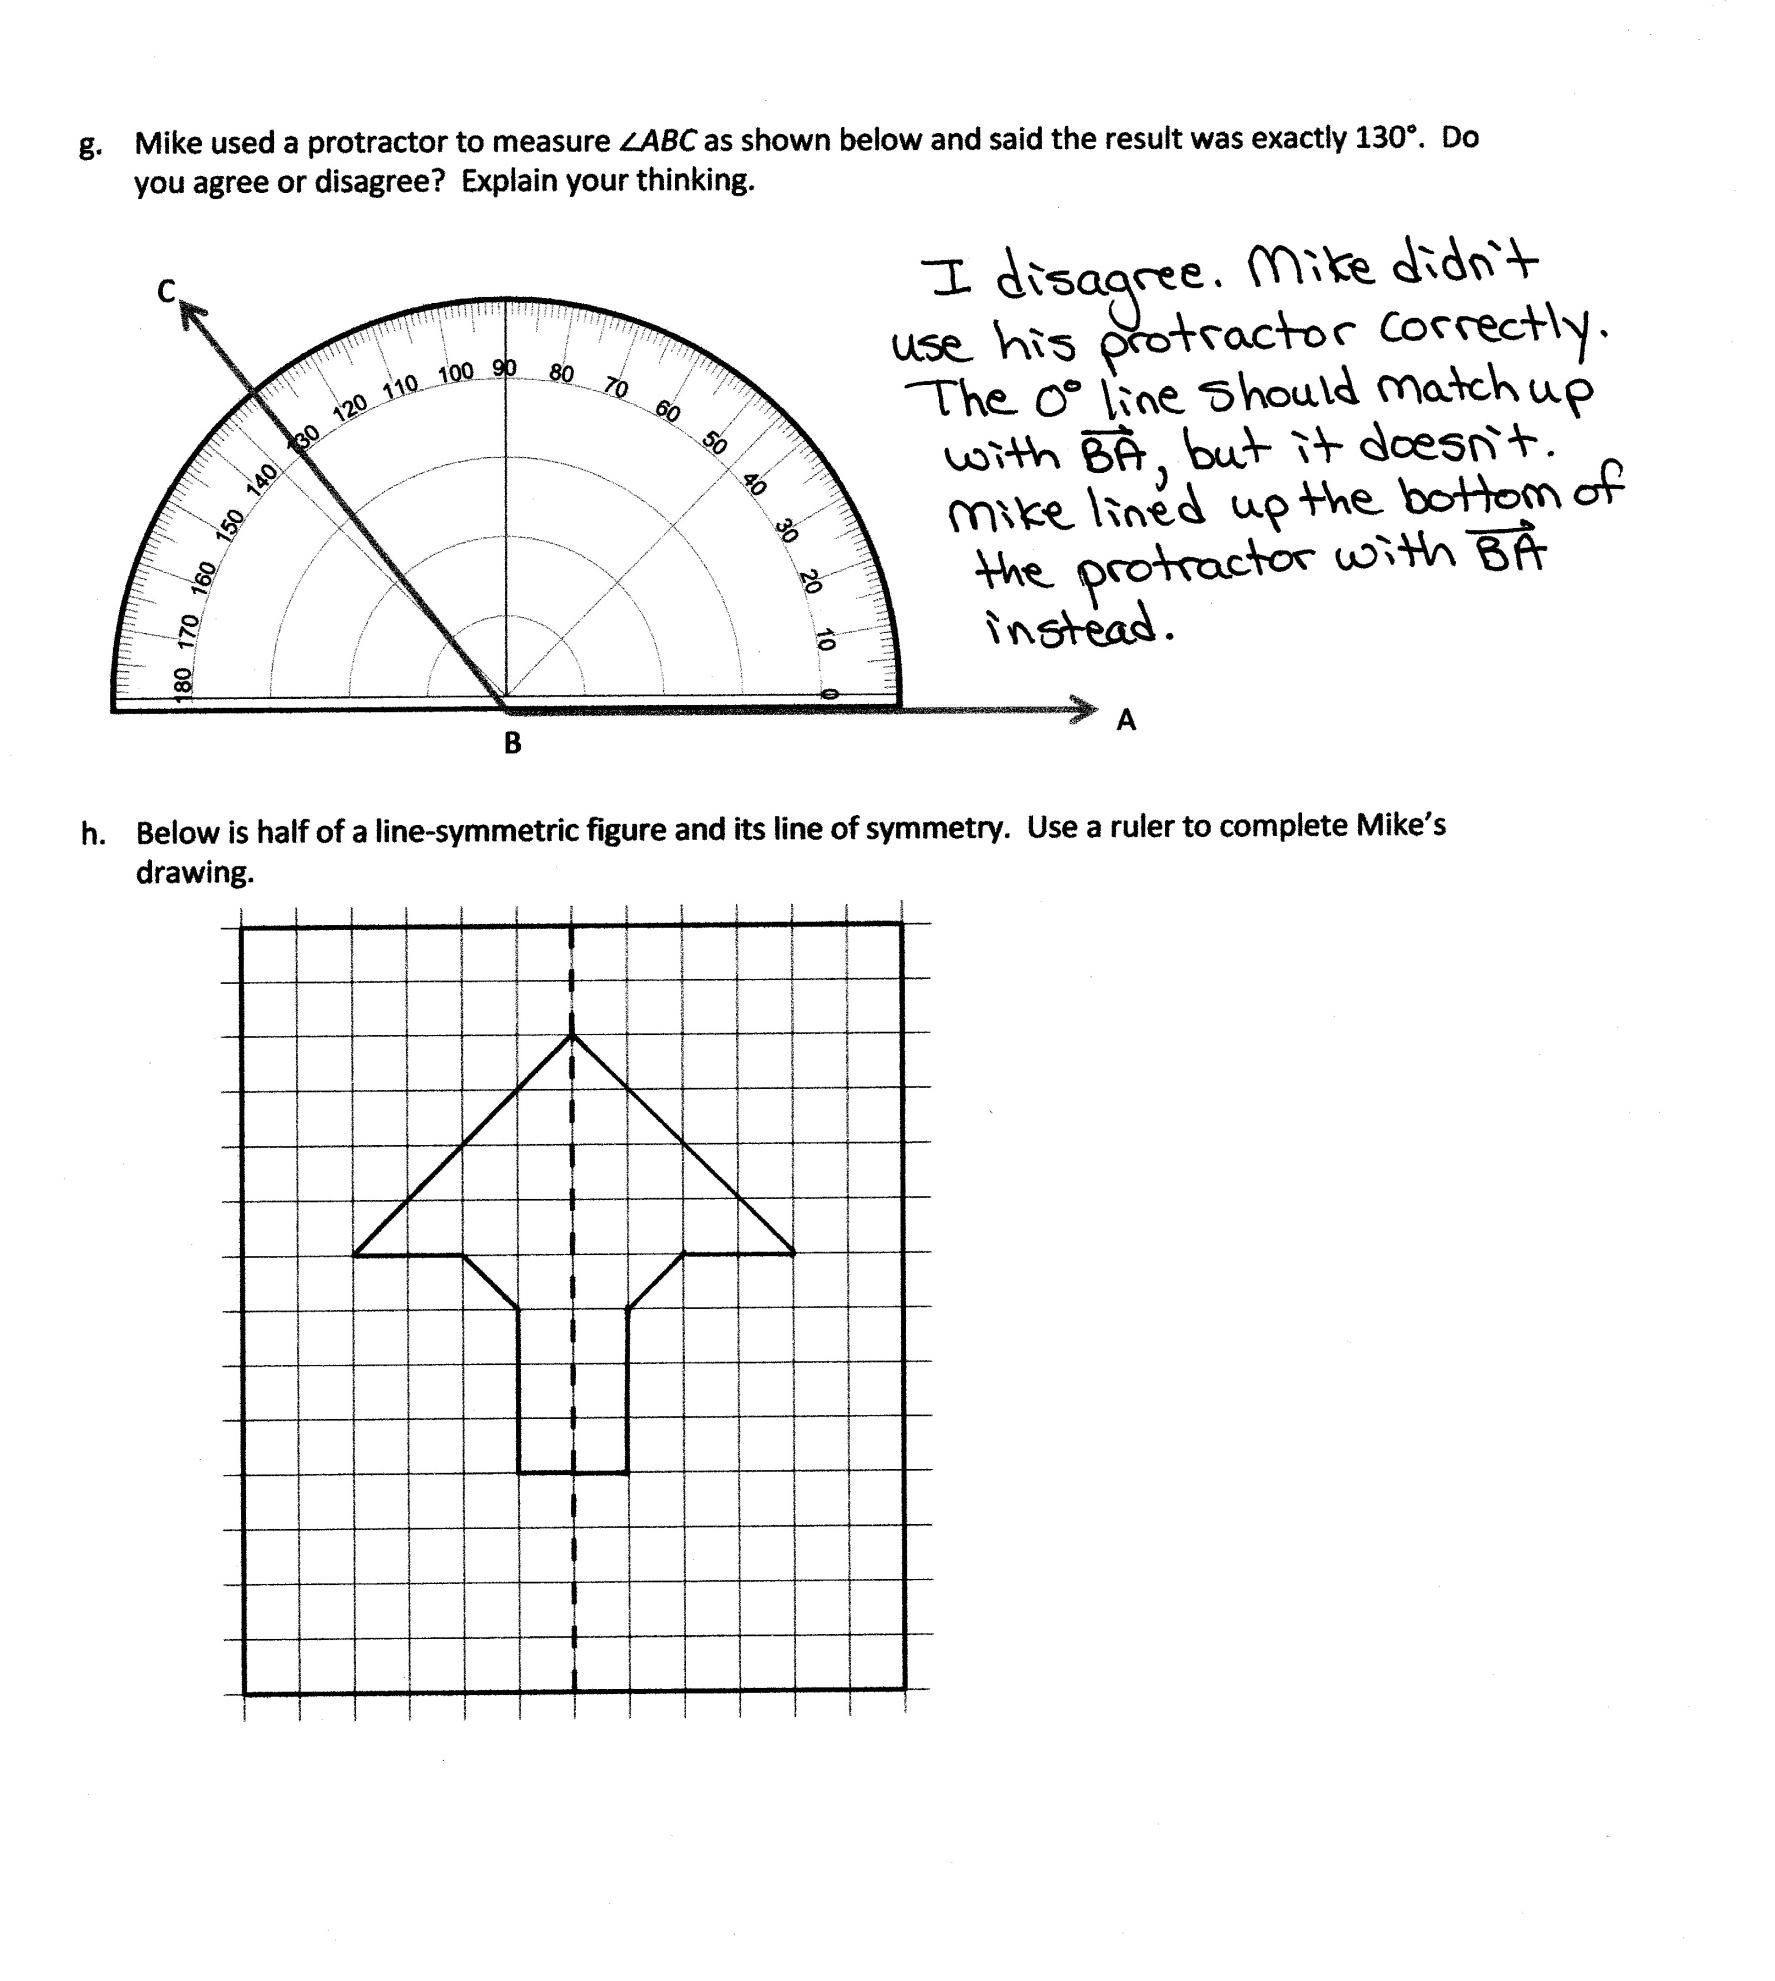 g. Mike used a protractor to measure ∠ABC as shown below and said the result was exactly 130°. Do
you agree or disagree? Explain your thinking.
I disagree. Mike didn't
use his protractor correctly.
The 0° line should match up
with BA, but it doesn't.
Mike lined up the bottom of
the protractor with BA
instead.
C
180 170 160 150 140 130 120 110 100 90 80 70 60 50 40 30 20 10 0
A
B
h. Below is half of a line-symmetric figure and its line of symmetry. Use a ruler to complete Mike's
drawing.